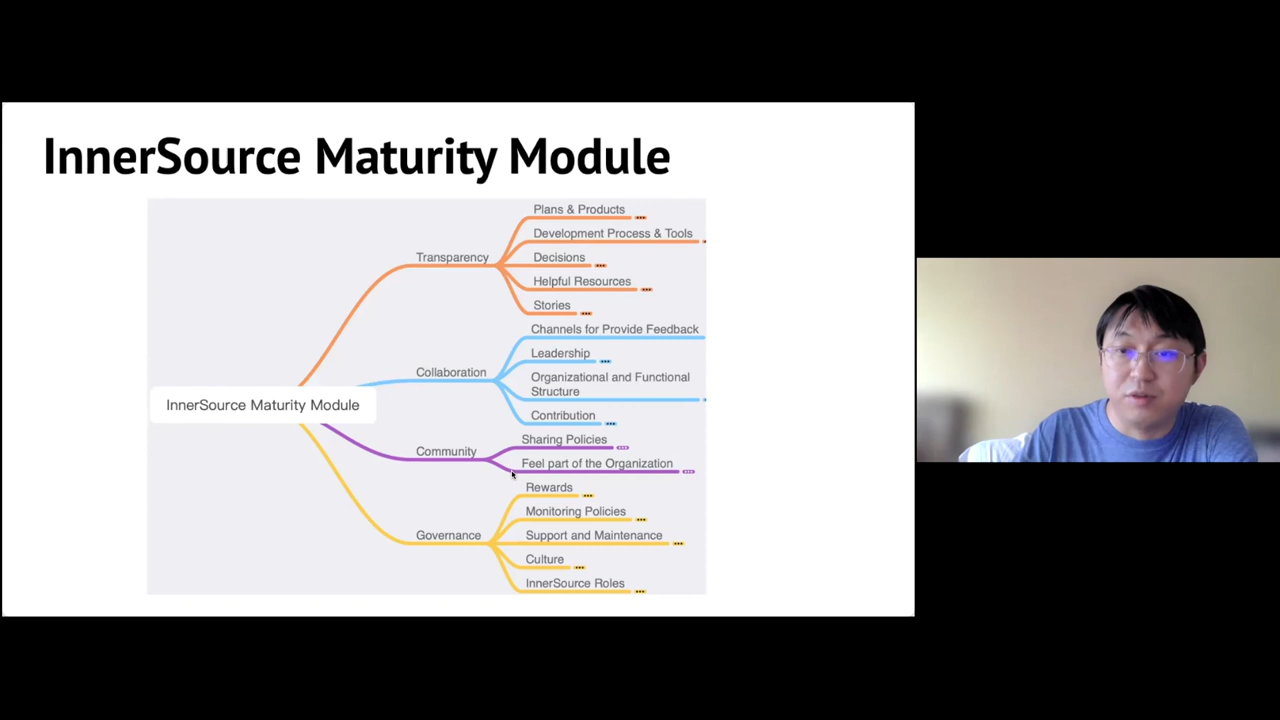 InnerSource Maturity Module
Plans & Products
Development Process & Tools
Transparency
Decisions
Helpful Resources
Stories
Channels for Provide Feedback
Leadership
Collaboration
Organizational and Functional
Structure
Contribution
InnerSource Maturity Module
Sharing Policies
Community
Feel part of the Organization
Rewards
Monitoring Policies
Governance
Support and Maintenance
Culture
InnerSource Roles